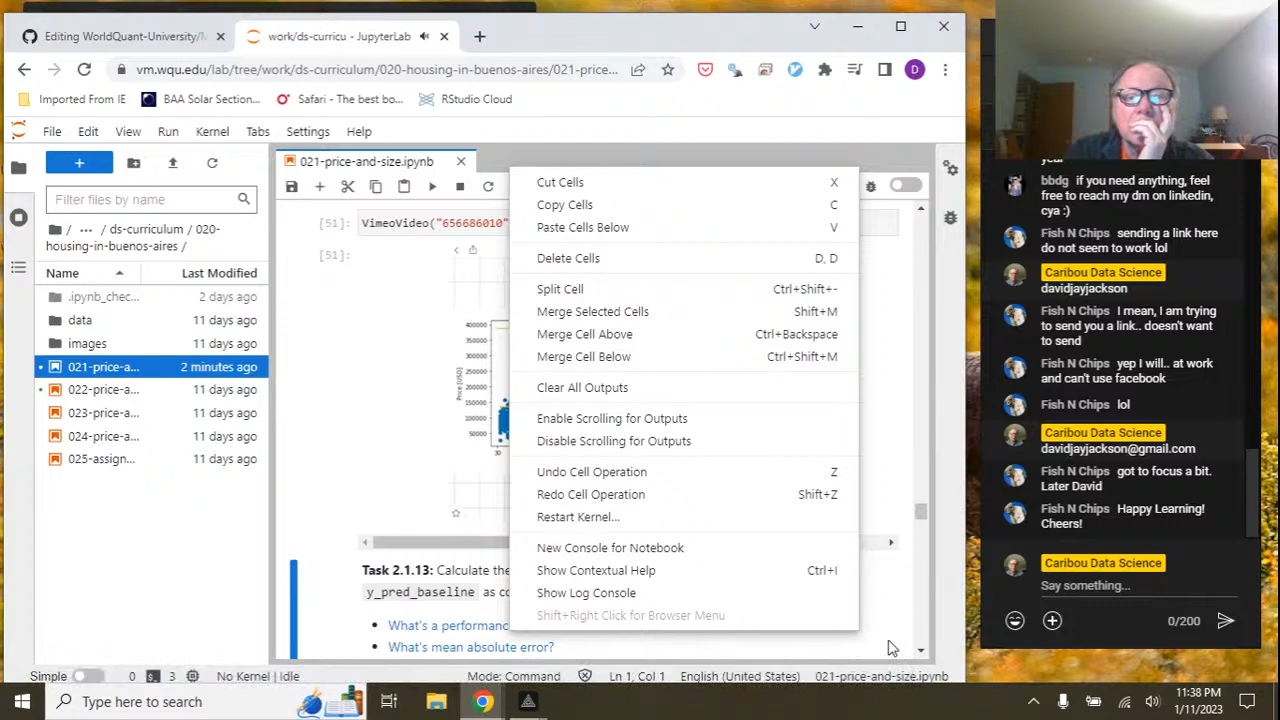 Editing WorldQuant-University/
work/ds-curricu - JupyterLab
vm.wqu.edu/lab/tree/work/ds-curriculum/020-housing-in-buenos-aires/021-price...
D
Imported From IE
BAA Solar Section...
Safari - The best bo...
RStudio Cloud
File Edit View Run Kernel Tabs Settings Help
021-price-and-size.ipynb
Filter files by name
/ ... / ds-curriculum / 020-
housing-in-buenos-aires /
Name Last Modified
.ipynb_chec... 2 days ago
data 11 days ago
images 11 days ago
021-price-a... 2 minutes ago
022-price-a... 11 days ago
023-price-a... 11 days ago
024-price-a... 11 days ago
025-assign... 11 days ago
[51]: VimeoVideo("656686010"
[51]:
Price [USD]
400000
350000
300000
250000
200000
150000
100000
50000
30
Task 2.1.13: Calculate the
y_pred_baseline as co
What's a performanc
What's mean absolute error?
Cut Cells X
Copy Cells C
Paste Cells Below V
Delete Cells D, D
Split Cell Ctrl+Shift+-
Merge Selected Cells Shift+M
Merge Cell Above Ctrl+Backspace
Merge Cell Below Ctrl+Shift+M
Clear All Outputs
Enable Scrolling for Outputs
Disable Scrolling for Outputs
Undo Cell Operation Z
Redo Cell Operation Shift+Z
Restart Kernel...
New Console for Notebook
Show Contextual Help Ctrl+I
Show Log Console
Shift+Right Click for Browser Menu
Simple 0 3 No Kernel | Idle Mode: Command Ln 1, Col 1 English (United States) 021-price-and-size.ipynb
bbdg if you need anything, feel
free to reach my dm on linkedin,
cya :)
Fish N Chips sending a link here
do not seem to work lol
Caribou Data Science
davidjayjackson
Fish N Chips I mean, I am trying
to send you a link.. doesn't want
to send
Fish N Chips yep I will.. at work
and can't use facebook
Fish N Chips lol
Caribou Data Science
davidjayjackson@gmail.com
Fish N Chips got to focus a bit.
Later David
Fish N Chips Happy Learning!
Cheers!
Caribou Data Science
Say something...
0/200
Type here to search
11:38 PM
1/11/2023